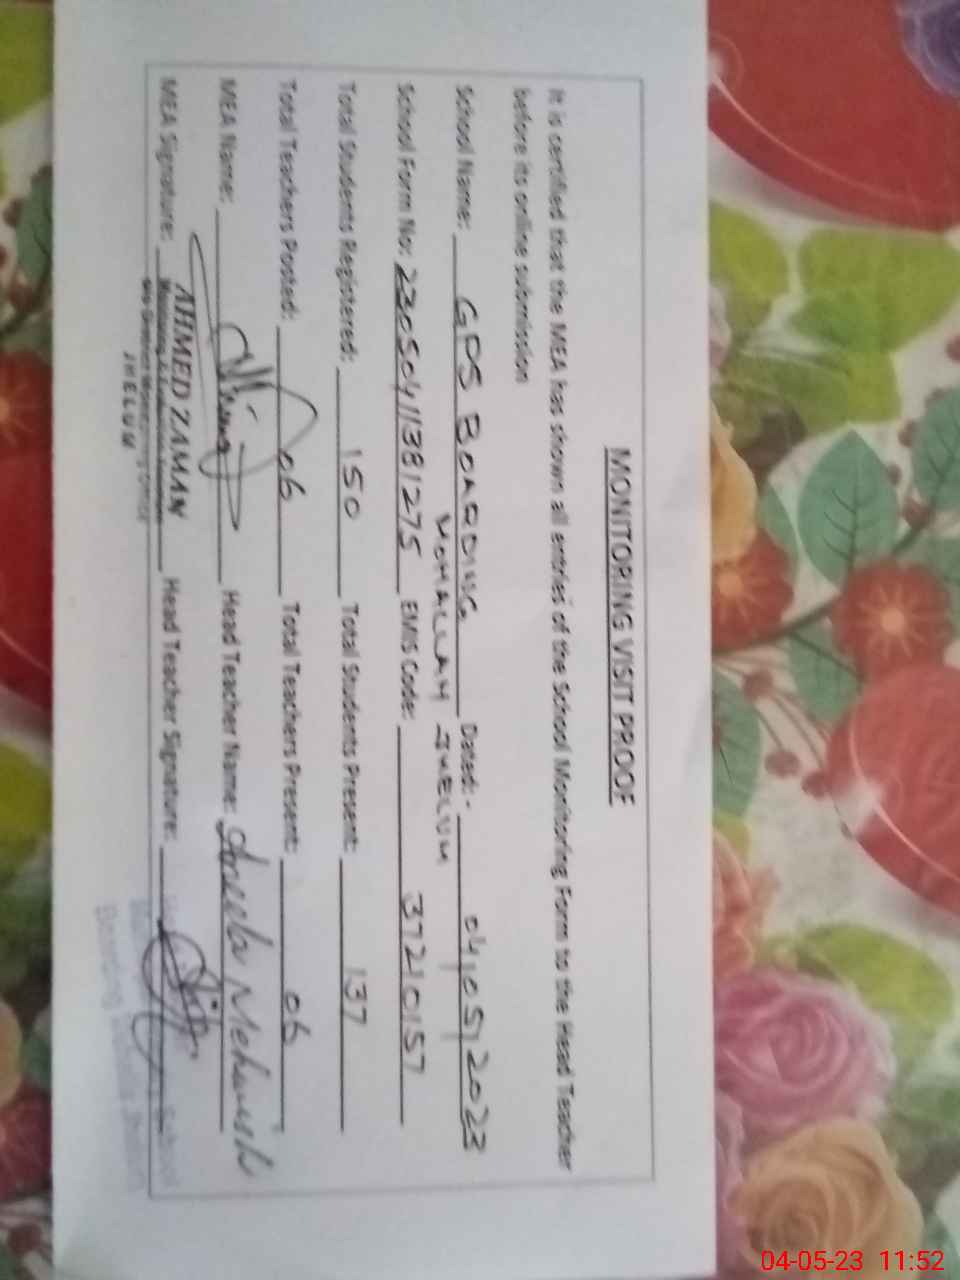 MONITORING VISIT PROOF
It is certified that the MEA has shown all entries of the School Monitoring Form to the Head Teacher
before its online submission
School Name: GPS BOARDING Dated:- 04/05/2023
MOHALLAH JHELUM
School Form No: 23050411381275 EMIS Code: 37210157
Total Students Registered: 150 Total Students Present: 137
Total Teachers Posted: 06 Total Teachers Present: 06
MEA Name: Head Teacher Name: Aneela Mehwish
MEA Signature: AHMED ZAMAN Head Teacher Signature:
JHELUM
04-05-23 11:52